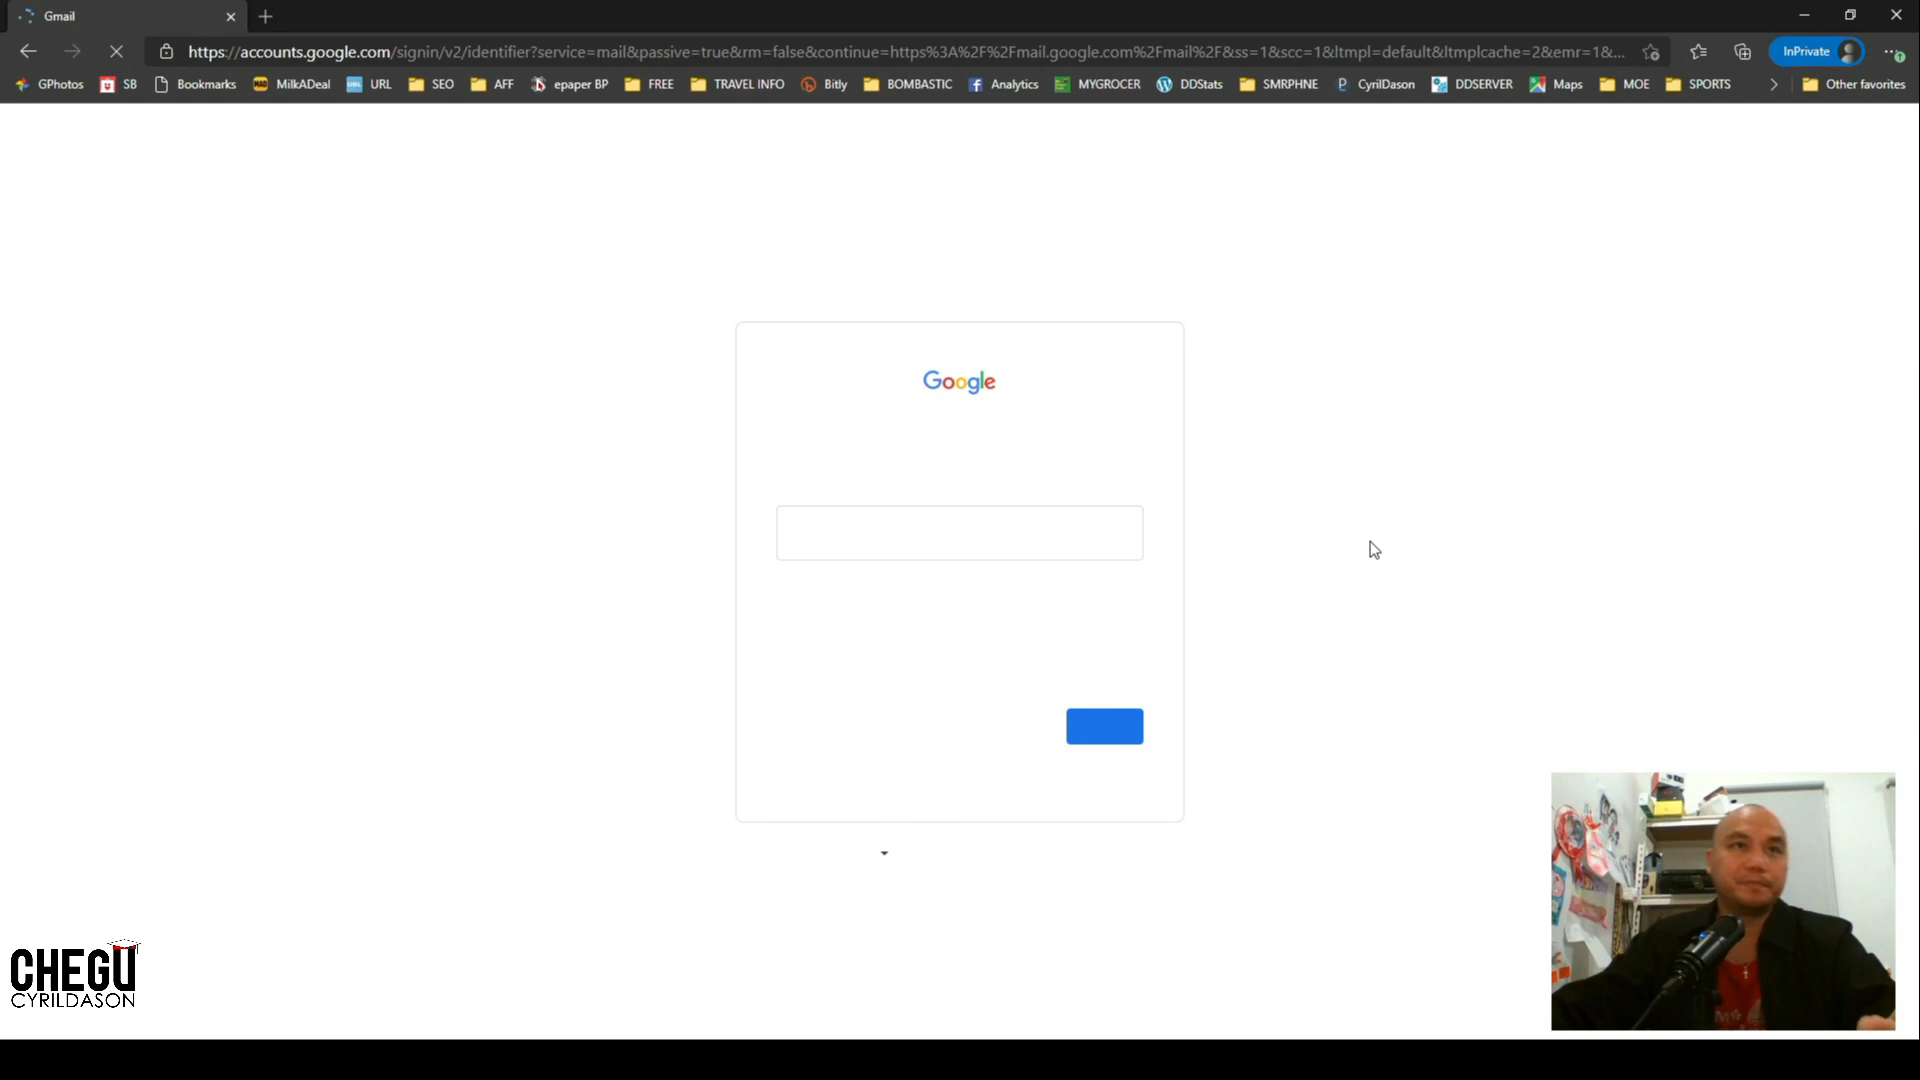 Gmail
https://accounts.google.com/signin/v2/identifier?service=mail&passive=true&rm=false&continue=https%3A%2F%2Fmail.google.com%2Fmail%2F&ss=1&scc=1&ltmpl=default&ltmplcache=2&emr=1&... InPrivate
GPhotos SB Bookmarks MilkADeal URL SEO AFF epaper BP FREE TRAVEL INFO Bitly BOMBASTIC Analytics MYGROCER DDStats SMRPHNE CyrilDason DDSERVER Maps MOE SPORTS Other favorites
Google
CHEGU
CYRILDASON